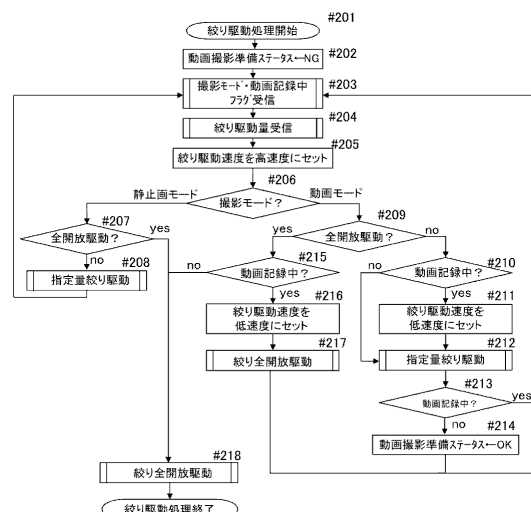 #201
絞り駆動処理開始
#202
動画撮影準備ステータス←NG
#203
撮影モード・動画記録中
フラグ受信
#204
絞り駆動量受信
#205
絞り駆動速度を高速度にセット
#206
静止画モード
撮影モード？
動画モード
#207
全開放駆動？
yes
no
#208
指定量絞り駆動
#209
yes
全開放駆動？
no
#215
no
動画記録中？
yes
#216
絞り駆動速度を
低速度にセット
#217
絞り全開放駆動
#210
no
動画記録中？
yes
#211
絞り駆動速度を
低速度にセット
#212
指定量絞り駆動
#213
動画記録中？
yes
no
#214
動画撮影準備ステータス←OK
#218
絞り全開放駆動
絞り駆動処理終了